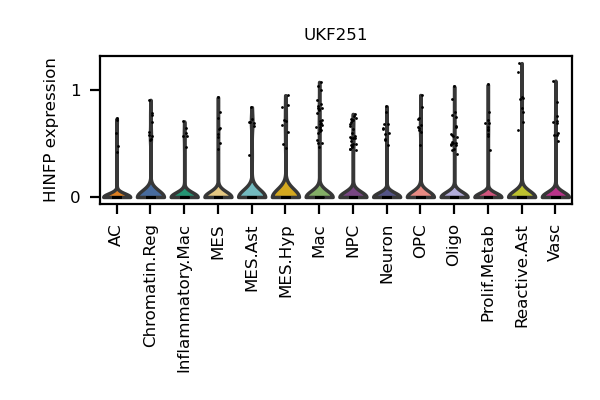 UKF251
HINFP expression
1
0
AC
Chromatin.Reg
Inflammatory.Mac
MES
MES.Ast
MES.Hyp
Mac
NPC
Neuron
OPC
Oligo
Prolif.Metab
Reactive.Ast
Vasc